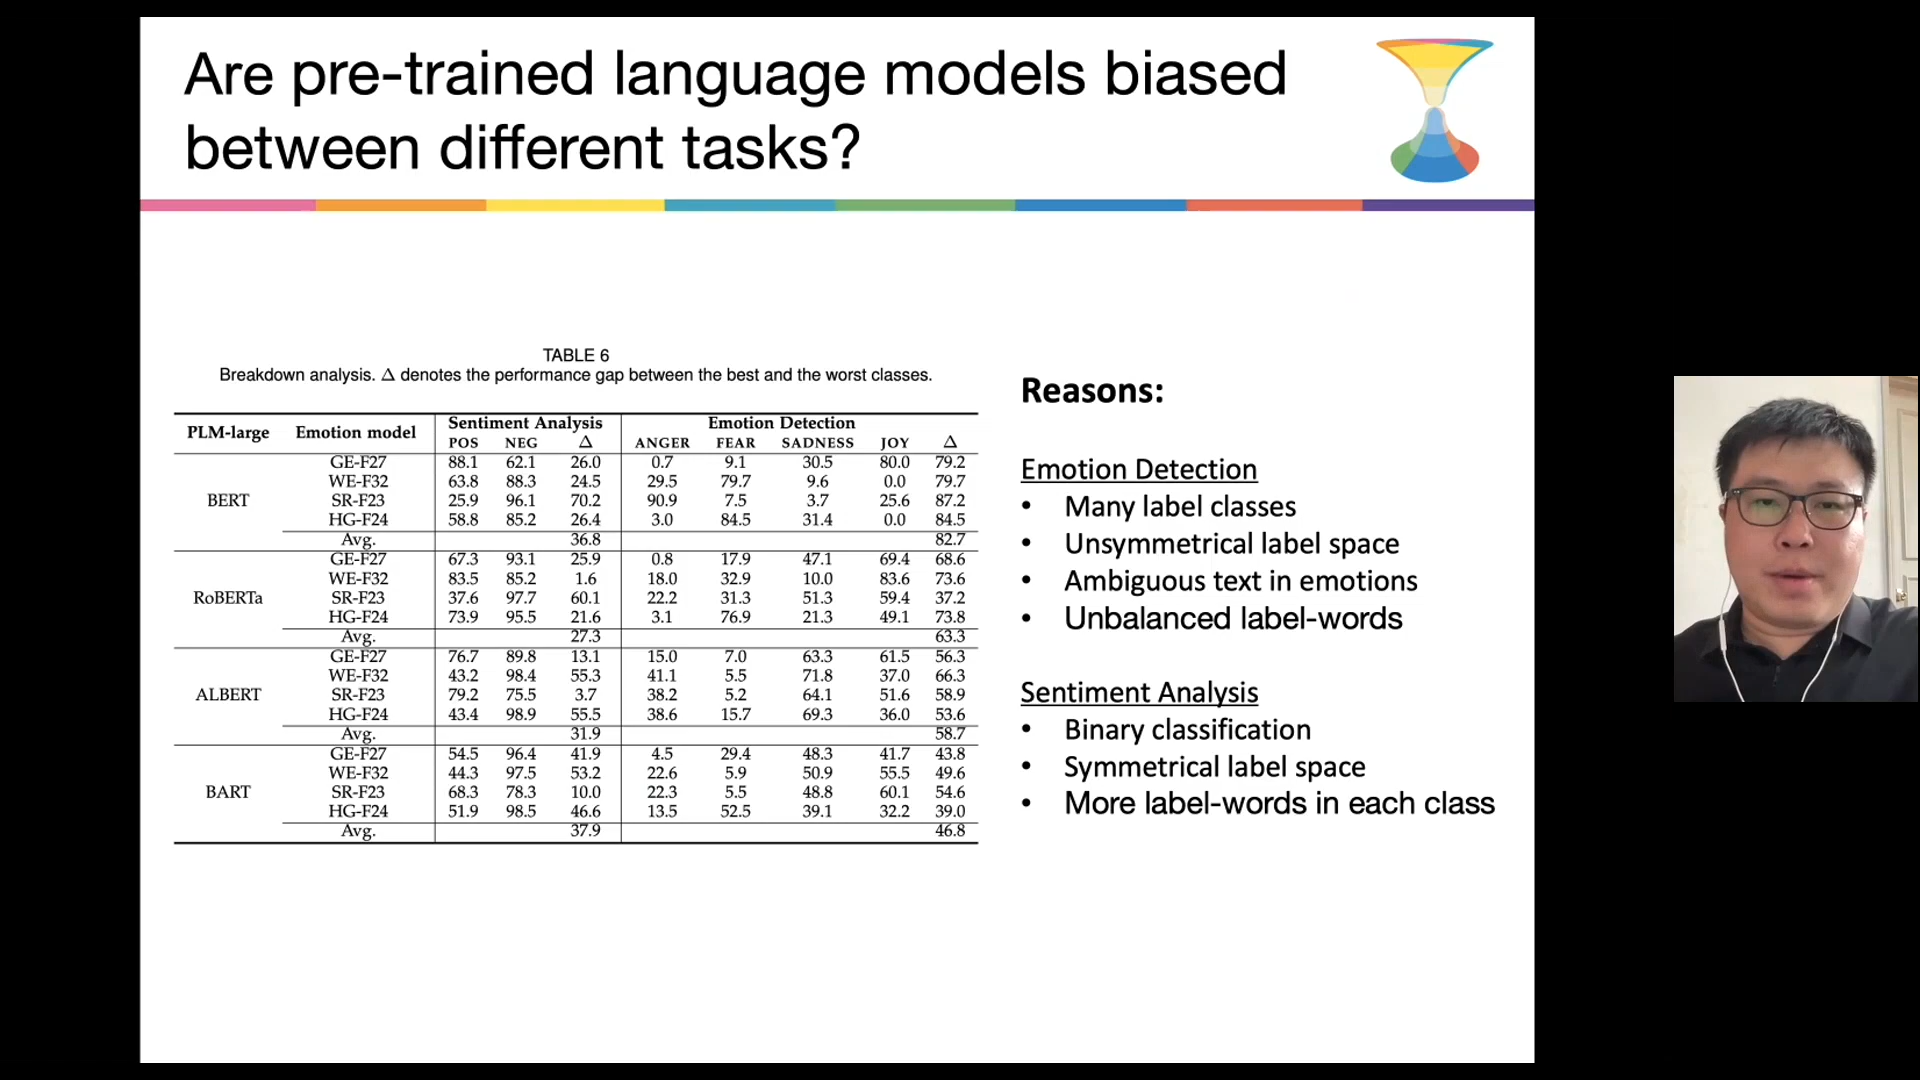 Are pre-trained language models biased
between different tasks?
TABLE 6
Breakdown analysis. Δ denotes the performance gap between the best and the worst classes.
PLM-large Emotion model Sentiment Analysis Emotion Detection
POS NEG Δ ANGER FEAR SADNESS JOY Δ
BERT
GE-F27 88.1 62.1 26.0 0.7 9.1 30.5 80.0 79.2
WE-F32 63.8 88.3 24.5 29.5 79.7 9.6 0.0 79.7
SR-F23 25.9 96.1 70.2 90.9 7.5 3.7 25.6 87.2
HG-F24 58.8 85.2 26.4 3.0 84.5 31.4 0.0 84.5
Avg. 36.8 82.7
RoBERTa
GE-F27 67.3 93.1 25.9 0.8 17.9 47.1 69.4 68.6
WE-F32 83.5 85.2 1.6 18.0 32.9 10.0 83.6 73.6
SR-F23 37.6 97.7 60.1 22.2 31.3 51.3 59.4 37.2
HG-F24 73.9 95.5 21.6 3.1 76.9 21.3 49.1 73.8
Avg. 27.3 63.3
ALBERT
GE-F27 76.7 89.8 13.1 15.0 7.0 63.3 61.5 56.3
WE-F32 43.2 98.4 55.3 41.1 5.5 71.8 37.0 66.3
SR-F23 79.2 75.5 3.7 38.2 5.2 64.1 51.6 58.9
HG-F24 43.4 98.9 55.5 38.6 15.7 69.3 36.0 53.6
Avg. 31.9 58.7
BART
GE-F27 54.5 96.4 41.9 4.5 29.4 48.3 41.7 43.8
WE-F32 44.3 97.5 53.2 22.6 5.9 50.9 55.5 49.6
SR-F23 68.3 78.3 10.0 22.3 5.5 48.8 60.1 54.6
HG-F24 51.9 98.5 46.6 13.5 52.5 39.1 32.2 39.0
Avg. 37.9 46.8
Reasons:
Emotion Detection
• Many label classes
• Unsymmetrical label space
• Ambiguous text in emotions
• Unbalanced label-words
Sentiment Analysis
• Binary classification
• Symmetrical label space
• More label-words in each class